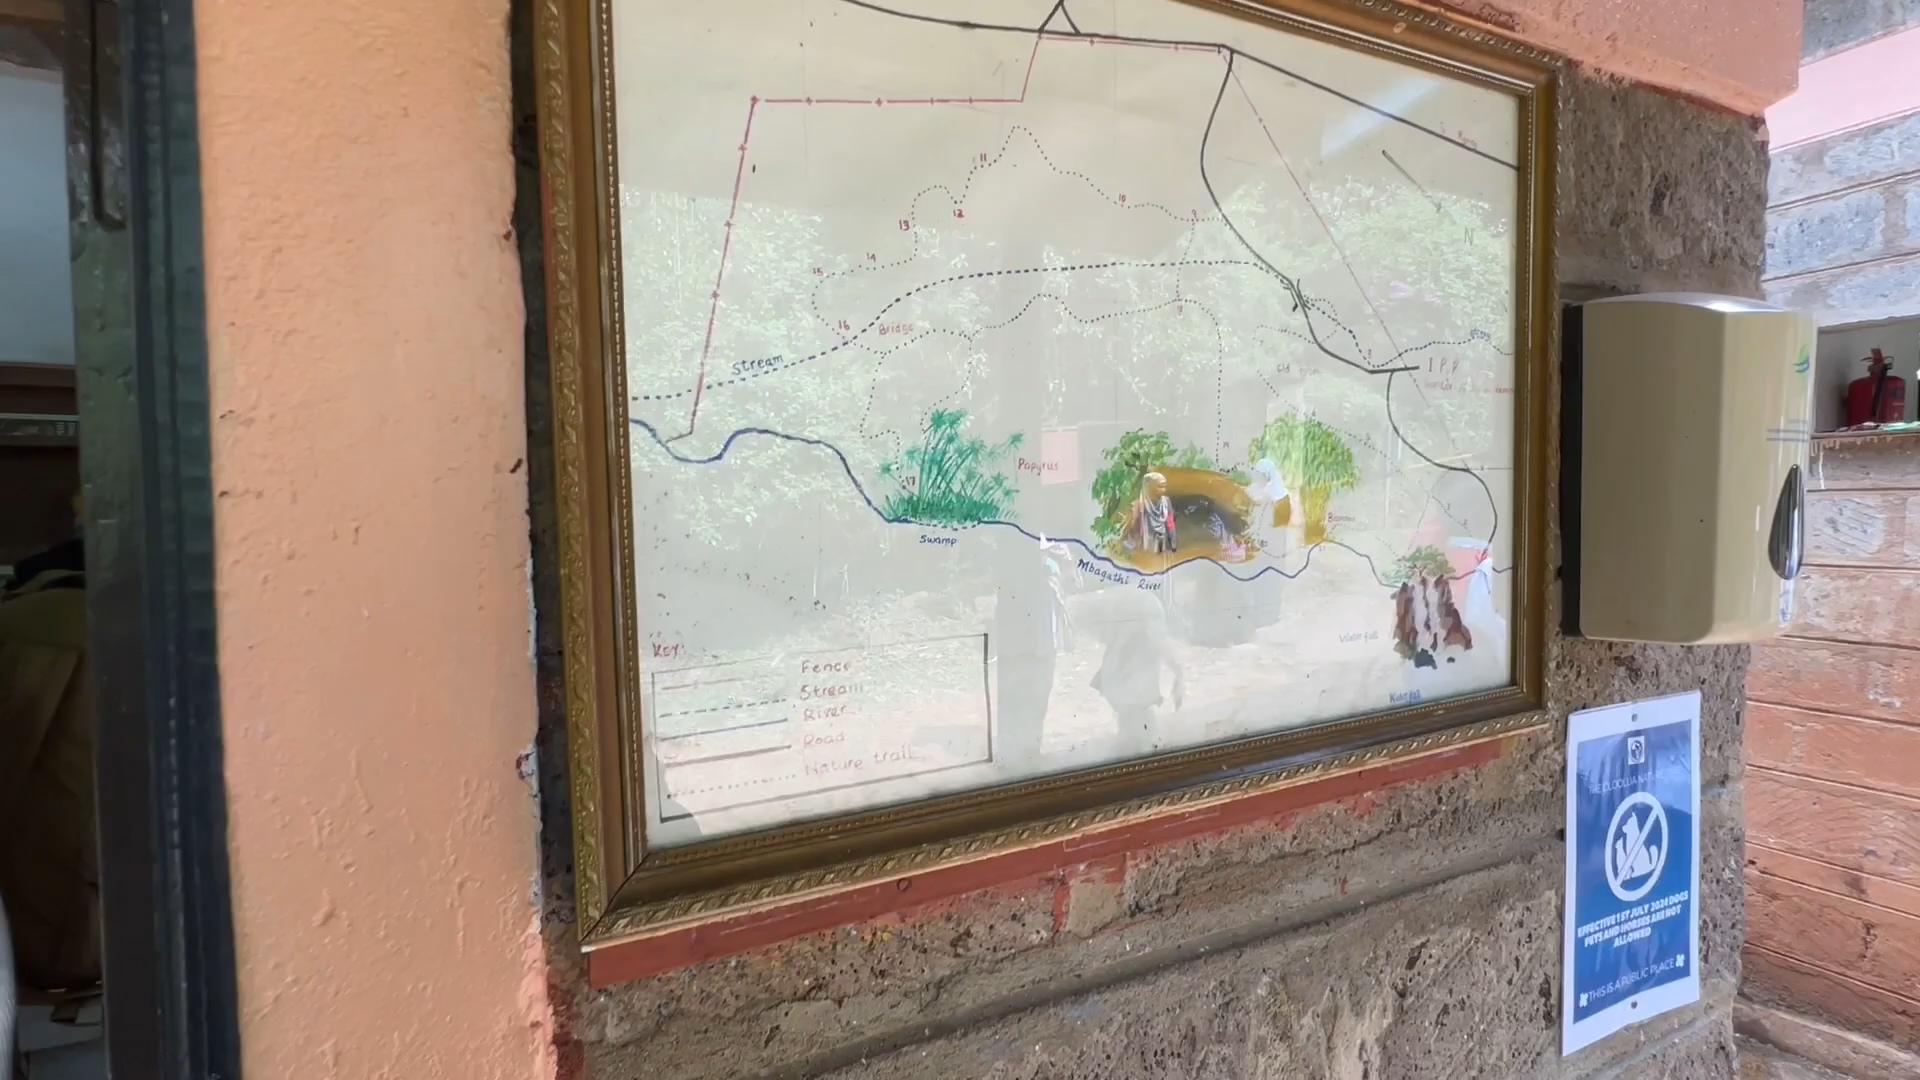 11
10
9
13
12
15
14
N
16
Bridge
Stream
I P R
Papyrus
17
Swamp
Mbagathi River
Water fall
Key:
Fence
Stream
River
Road
Nature trail
EFFECTIVE 1ST JULY 2024 DOGS
PETS AND HORSES ARE NOT
ALLOWED
THIS IS A PUBLIC PLACE